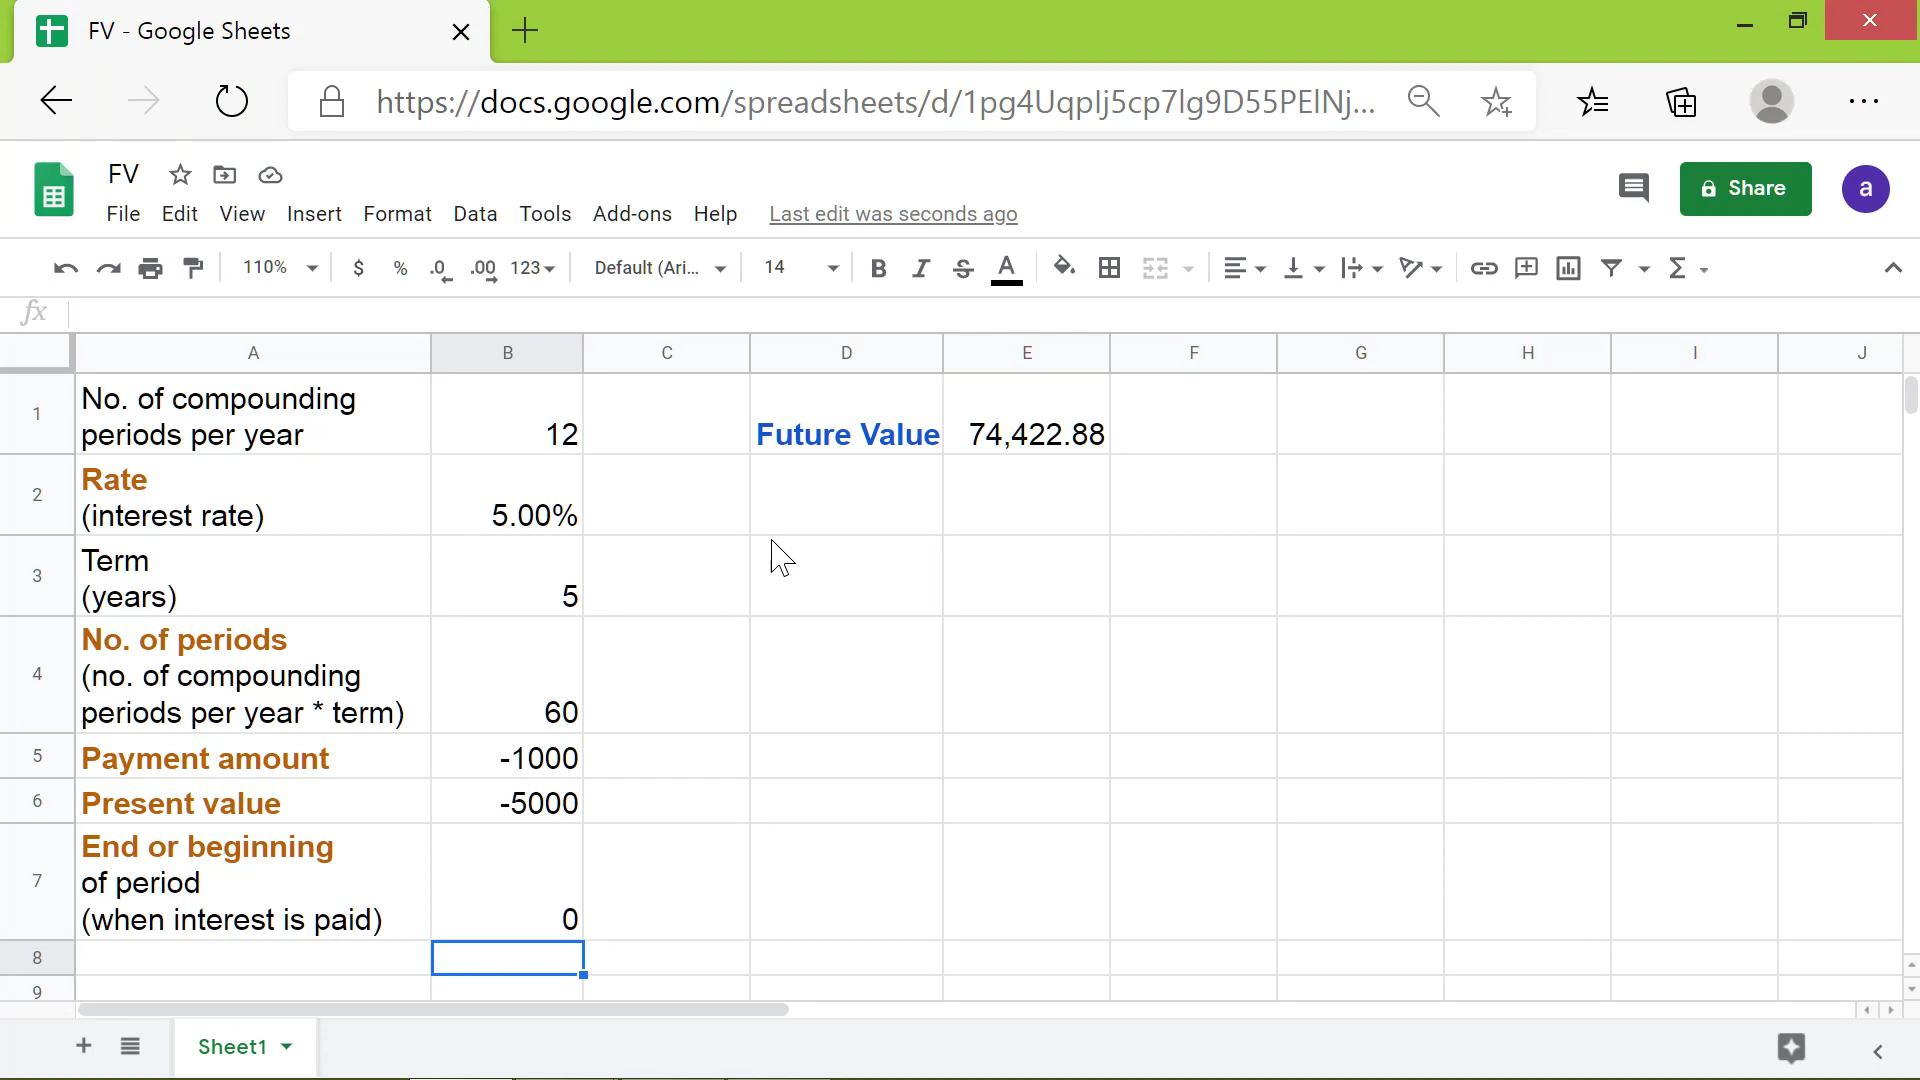 FV - Google Sheets
https://docs.google.com/spreadsheets/d/1pg4UqpIj5cp7lg9D55PElNj...
FV
File Edit View Insert Format Data Tools Add-ons Help Last edit was seconds ago
Share
a
110% $ % .0 .00 123 Default (Ari... 14 B I S A
fx
A B C D E F G H I J
1 No. of compounding
periods per year 12 Future Value 74,422.88
2 Rate
(interest rate) 5.00%
3 Term
(years) 5
4 No. of periods
(no. of compounding
periods per year * term) 60
5 Payment amount -1000
6 Present value -5000
7 End or beginning
of period
(when interest is paid) 0
8
9
Sheet1